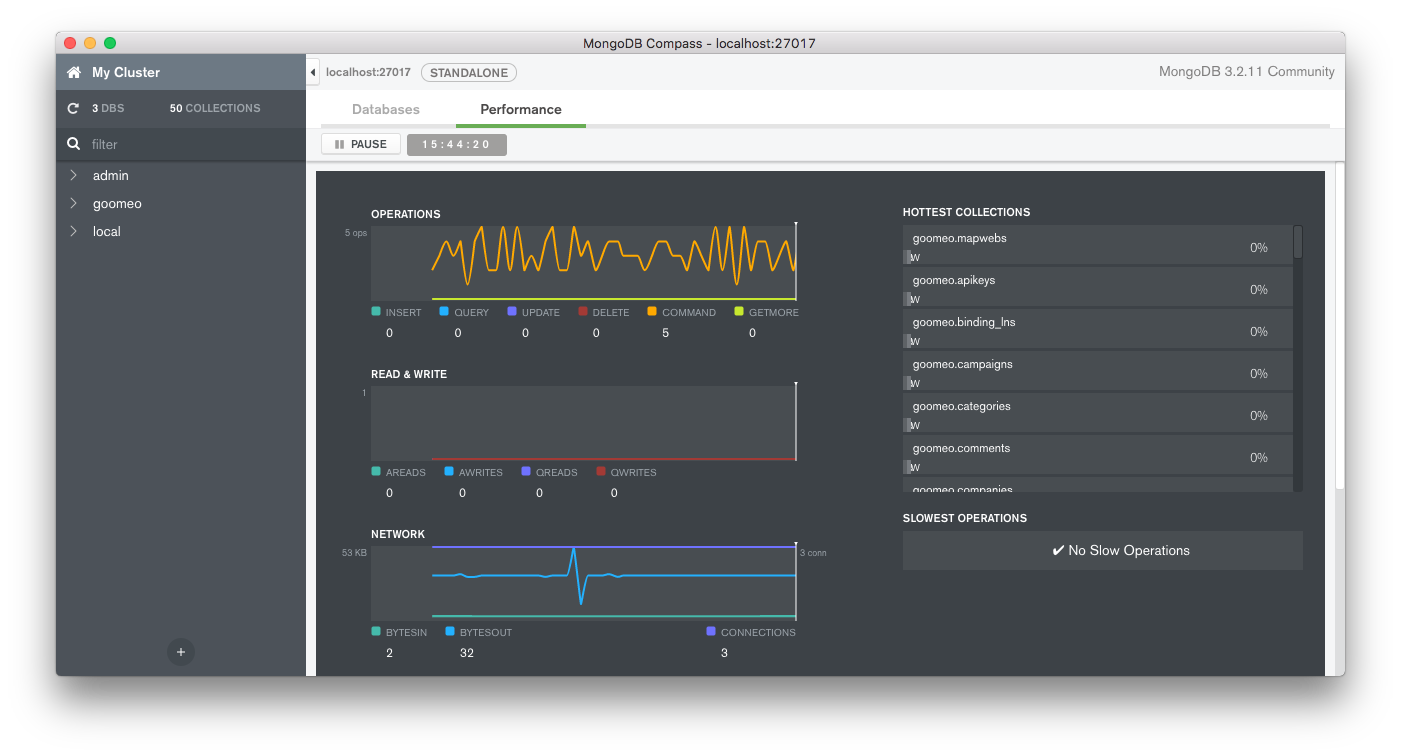 MongoDB Compass - localhost:27017
My Cluster
3 DBS 50 COLLECTIONS
filter
admin
goomeo
local
+
localhost:27017 STANDALONE MongoDB 3.2.11 Community
Databases Performance
PAUSE 15:44:20
OPERATIONS
5 ops
INSERT QUERY UPDATE DELETE COMMAND GETMORE
0 0 0 0 5 0
READ & WRITE
1
AREADS AWRITES QREADS QWRITES
0 0 0 0
NETWORK
53 KB 3 conn
BYTESIN BYTESOUT CONNECTIONS
2 32 3
HOTTEST COLLECTIONS
goomeo.mapwebs 0%
W
goomeo.apikeys 0%
W
goomeo.binding_lns 0%
W
goomeo.campaigns 0%
W
goomeo.categories 0%
W
goomeo.comments 0%
W
goomeo.companies
SLOWEST OPERATIONS
✔ No Slow Operations